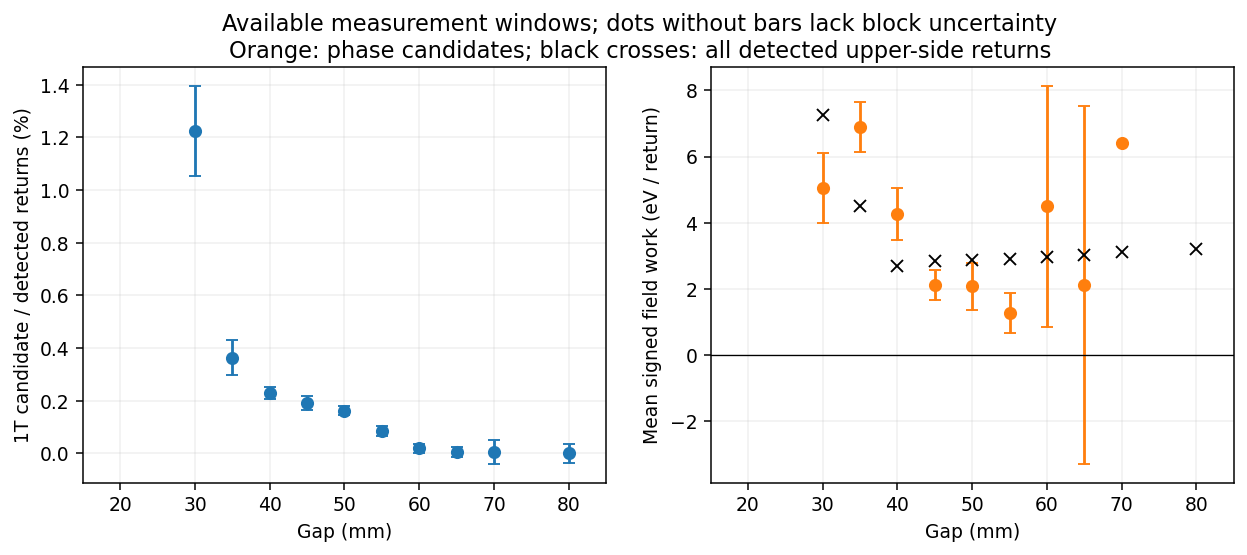 Available measurement windows; dots without bars lack block uncertainty
Orange: phase candidates; black crosses: all detected upper-side returns
1T candidate / detected returns (%)
1.4
1.2
1.0
0.8
0.6
0.4
0.2
0.0
20 30 40 50 60 70 80
Gap (mm)
Mean signed field work (eV / return)
8
6
4
2
0
−2
20 30 40 50 60 70 80
Gap (mm)